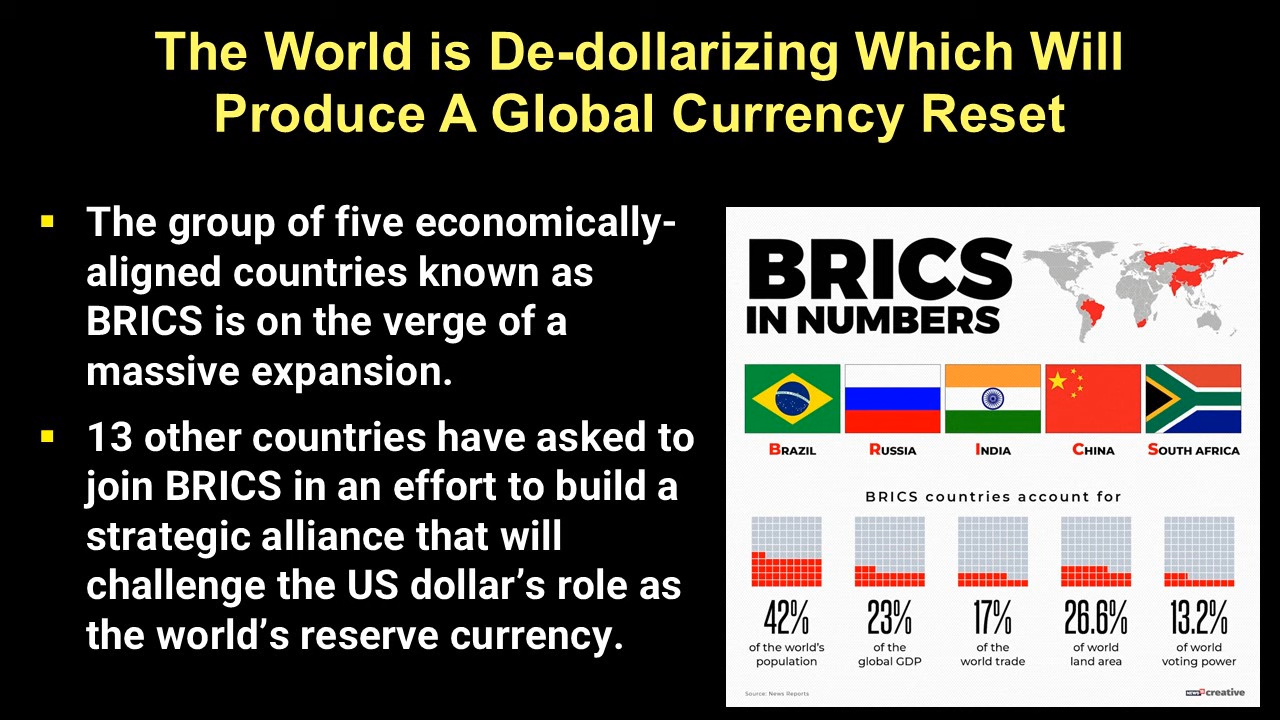 The World is De-dollarizing Which Will
Produce A Global Currency Reset
The group of five economically-
aligned countries known as
BRICS is on the verge of a
massive expansion.
13 other countries have asked to
join BRICS in an effort to build a
strategic alliance that will
challenge the US dollar’s role as
the world’s reserve currency.
BRICS
IN NUMBERS
BRAZIL
RUSSIA
INDIA
CHINA
SOUTH AFRICA
BRICS countries account for
42%
of the world's
population
23%
of the
global GDP
17%
of the
world trade
26.6%
of world
land area
13.2%
of world
voting power
Source: News Reports
NEWS18 creative